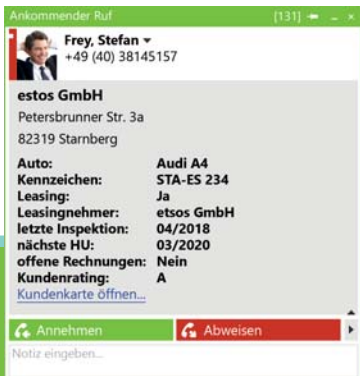 Ankommender Ruf [131]
Frey, Stefan
+49 (40) 38145157
estos GmbH
Petersbrunner Str. 3a
82319 Starnberg
Auto: Audi A4
Kennzeichen: STA-ES 234
Leasing: Ja
Leasingnehmer: etsos GmbH
letzte Inspektion: 04/2018
nächste HU: 03/2020
offene Rechnungen: Nein
Kundenrating: A
Kundenkarte öffnen...
Annehmen Abweisen
Notiz eingeben...